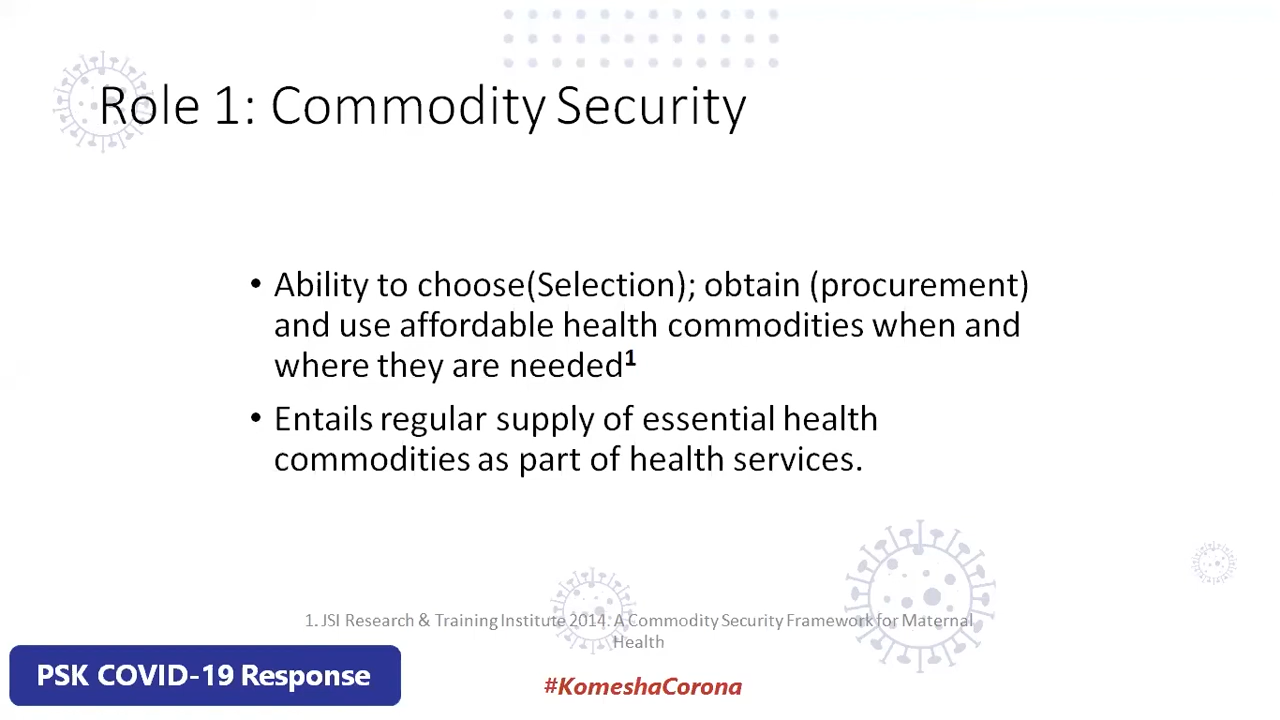 Role 1: Commodity Security
• Ability to choose(Selection); obtain (procurement)
and use affordable health commodities when and
where they are needed¹
• Entails regular supply of essential health
commodities as part of health services.
1. JSI Research & Training Institute 2014. A Commodity Security Framework for Maternal
Health
PSK COVID-19 Response
#KomeshaCorona